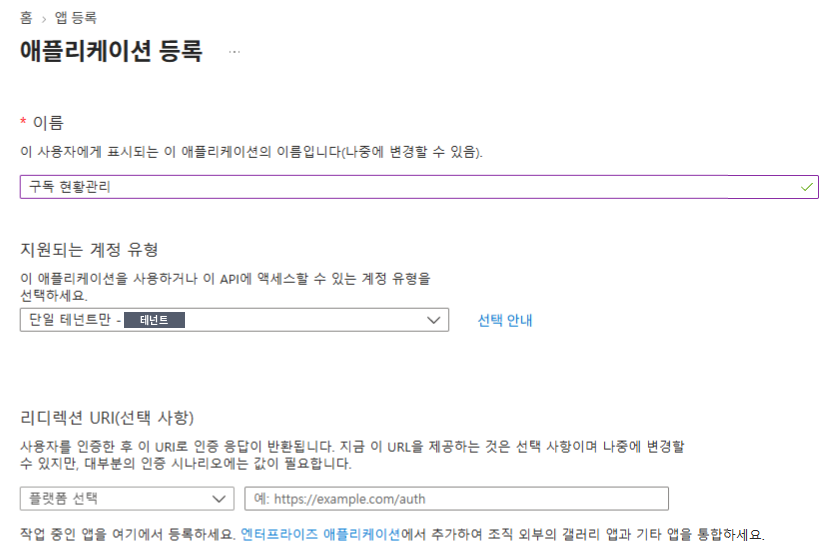 홈 > 앱 등록
애플리케이션 등록 ...
* 이름
이 사용자에게 표시되는 이 애플리케이션의 이름입니다(나중에 변경할 수 있음).
구독 현황관리
지원되는 계정 유형
이 애플리케이션을 사용하거나 이 API에 액세스할 수 있는 계정 유형을
선택하세요.
단일 테넌트만 - 테넌트 선택 안내
리디렉션 URI(선택 사항)
사용자를 인증한 후 이 URI로 인증 응답이 반환됩니다. 지금 이 URL을 제공하는 것은 선택 사항이며 나중에 변경할
수 있지만, 대부분의 인증 시나리오에는 값이 필요합니다.
플랫폼 선택 예: https://example.com/auth
작업 중인 앱을 여기에서 등록하세요. 엔터프라이즈 애플리케이션에서 추가하여 조직 외부의 갤러리 앱과 기타 앱을 통합하세요.